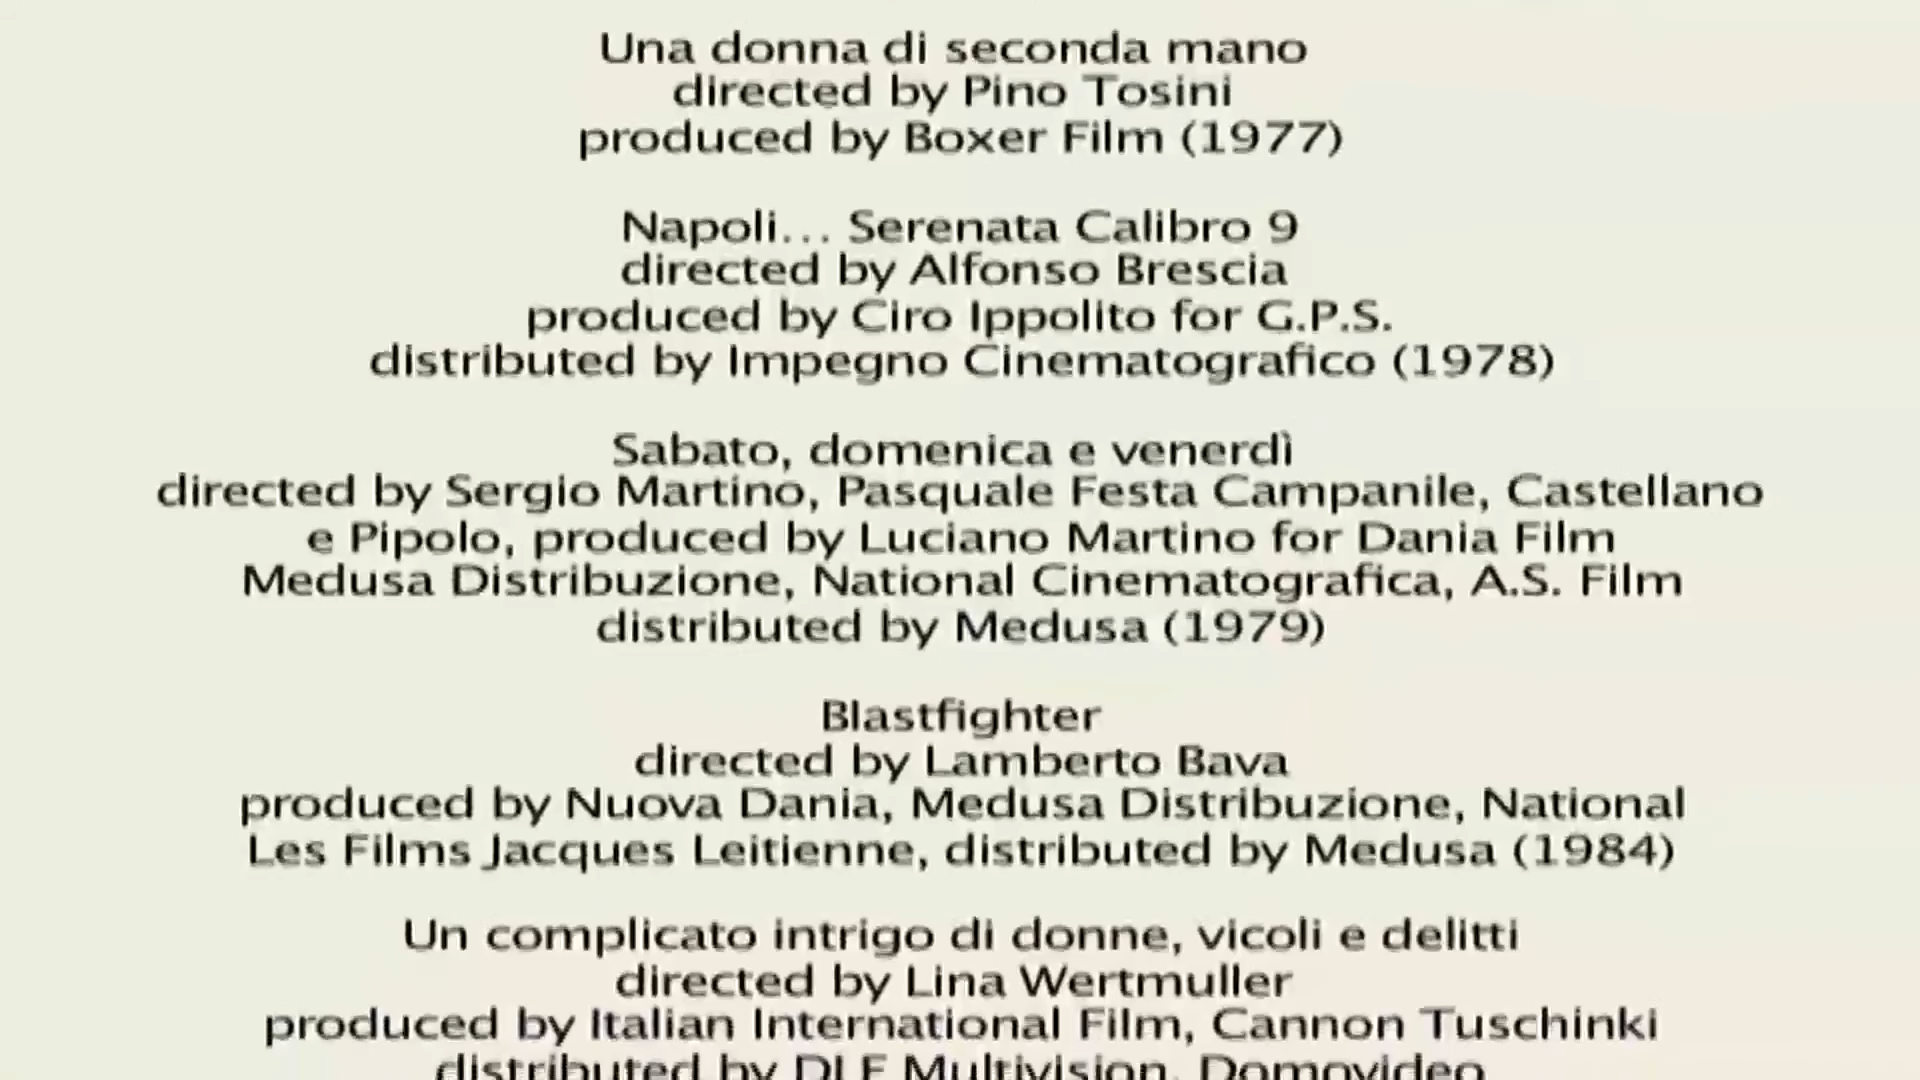 Una donna di seconda mano
directed by Pino Tosini
produced by Boxer Film (1977)
Napoli... Serenata Calibro 9
directed by Alfonso Brescia
produced by Ciro Ippolito for G.P.S.
distributed by Impegno Cinematografico (1978)
Sabato, domenica e venerdì
directed by Sergio Martino, Pasquale Festa Campanile, Castellano
e Pipolo, produced by Luciano Martino for Dania Film
Medusa Distribuzione, National Cinematografica, A.S. Film
distributed by Medusa (1979)
Blastfighter
directed by Lamberto Bava
produced by Nuova Dania, Medusa Distribuzione, National
Les Films Jacques Leitienne, distributed by Medusa (1984)
Un complicato intrigo di donne, vicoli e delitti
directed by Lina Wertmuller
produced by Italian International Film, Cannon Tuschinki
distributed by DLF Multivision, Domovideo